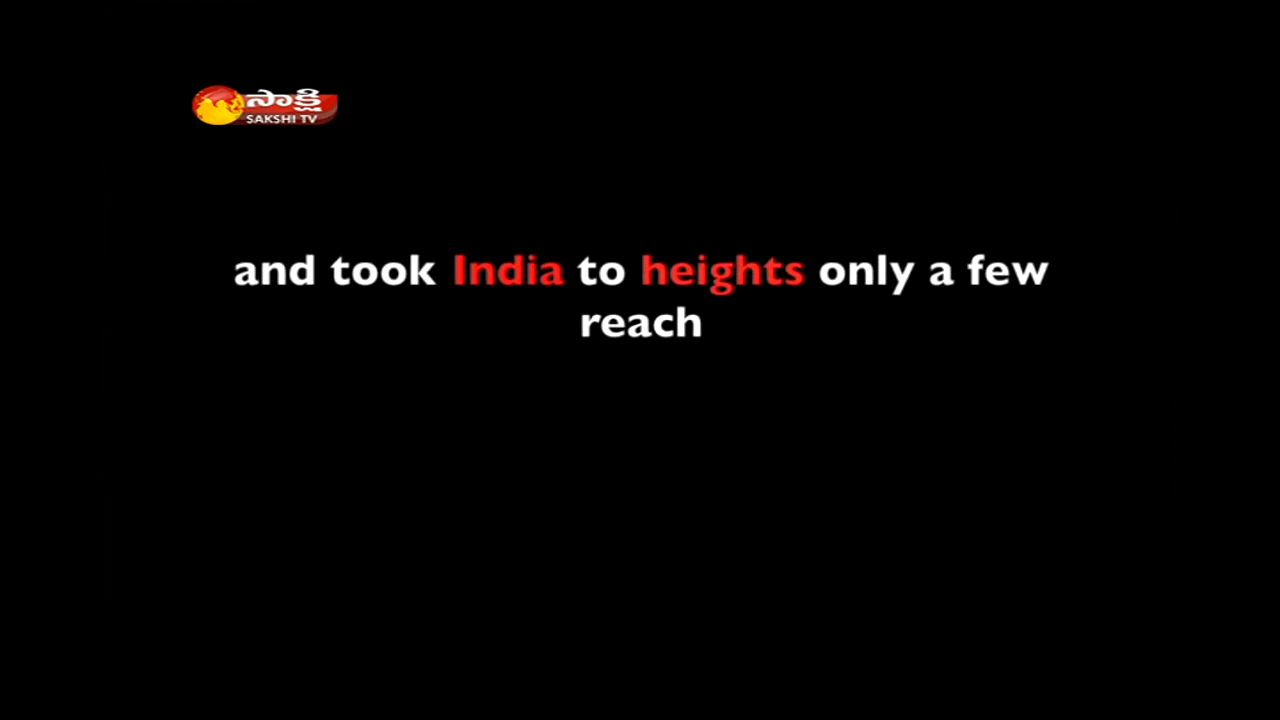 సాక్షి
SAKSHI TV
and took India to heights only a few
reach